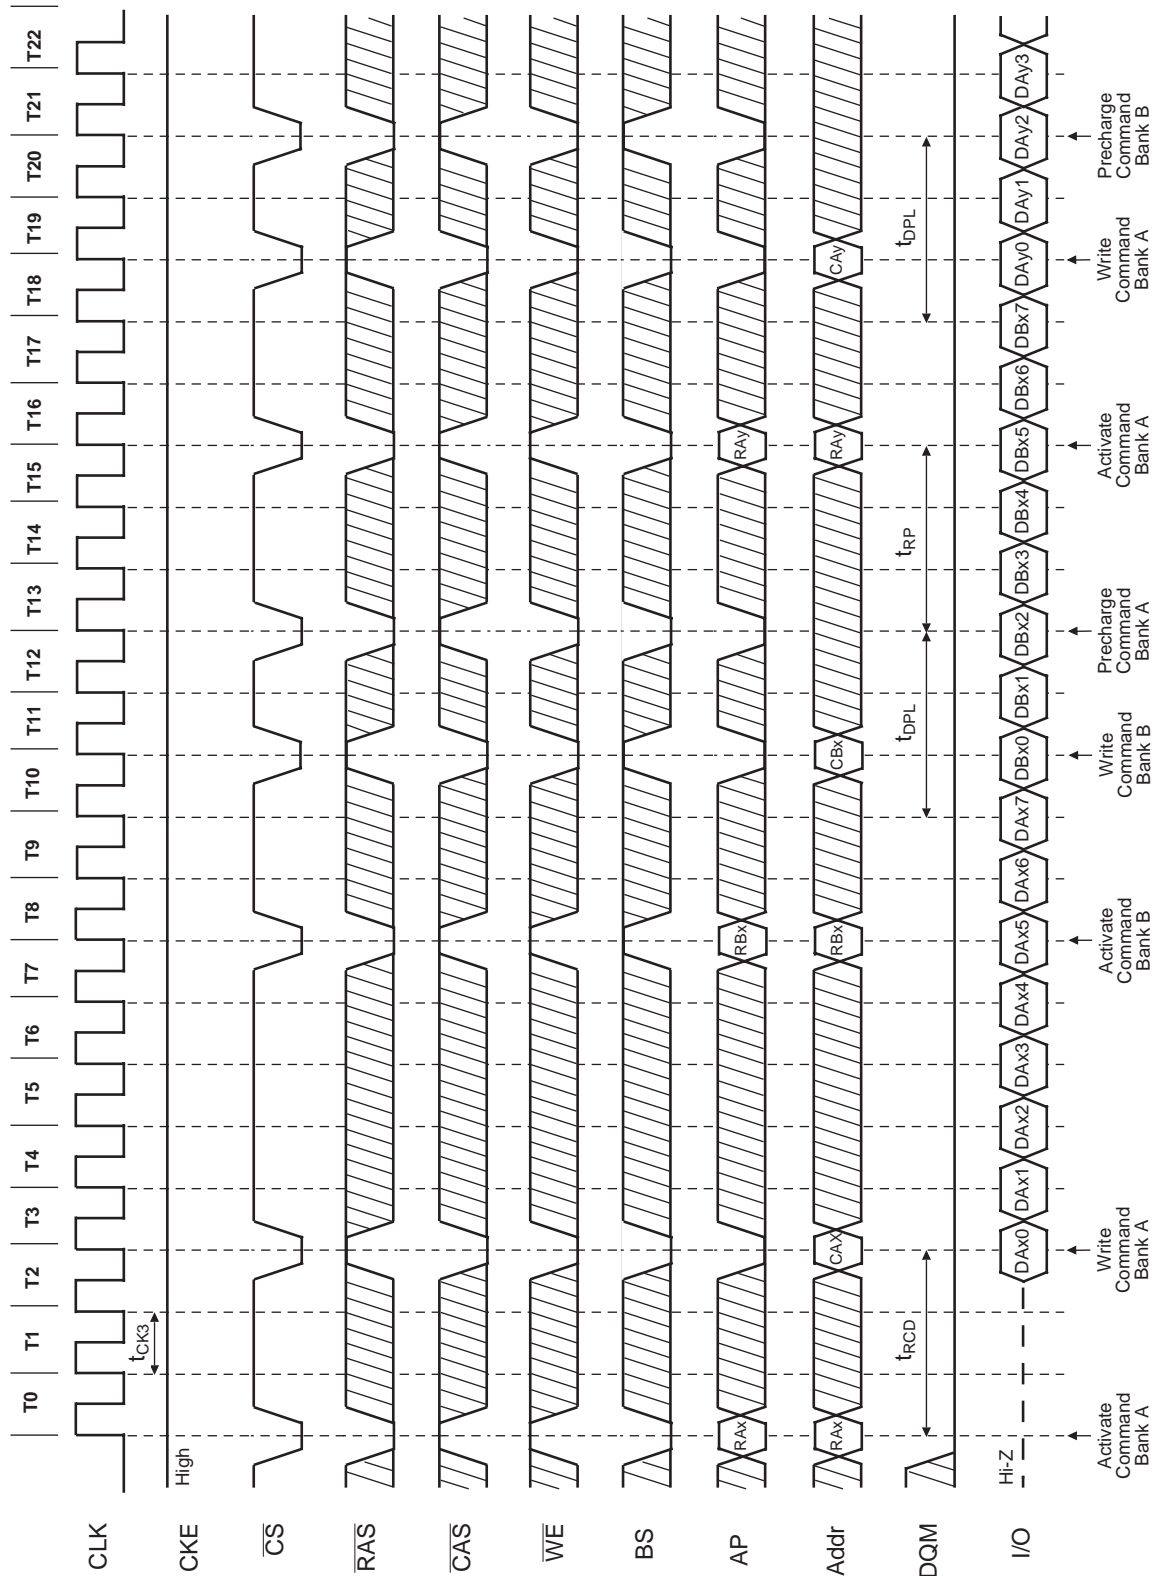 T0 T1 T2 T3 T4 T5 T6 T7 T8 T9 T10 T11 T12 T13 T14 T15 T16 T17 T18 T19 T20 T21 T22
CLK
tCK3
CKE High
CS
RAS
CAS
WE
BS
AP RAx RBx RAy
Addr RAx CAX RBx CBx RAy CAy
DQM tRCD tDPL tRP tDPL
I/O Hi-Z DAx0 DAx1 DAx2 DAx3 DAx4 DAx5 DAx6 DAx7 DBx0 DBx1 DBx2 DBx3 DBx4 DBx5 DBx6 DBx7 DAy0 DAy1 DAy2 DAy3
Activate
Command
Bank A
Write
Command
Bank A
Activate
Command
Bank B
Write
Command
Bank B
Precharge
Command
Bank A
Activate
Command
Bank A
Write
Command
Bank A
Precharge
Command
Bank B